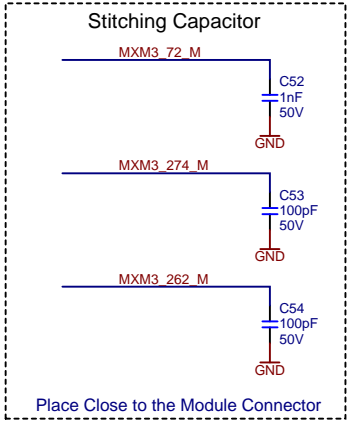 Stitching Capacitor
MXM3_72_M
C52
1nF
50V
GND
MXM3_274_M
C53
100pF
50V
GND
MXM3_262_M
C54
100pF
50V
GND
Place Close to the Module Connector